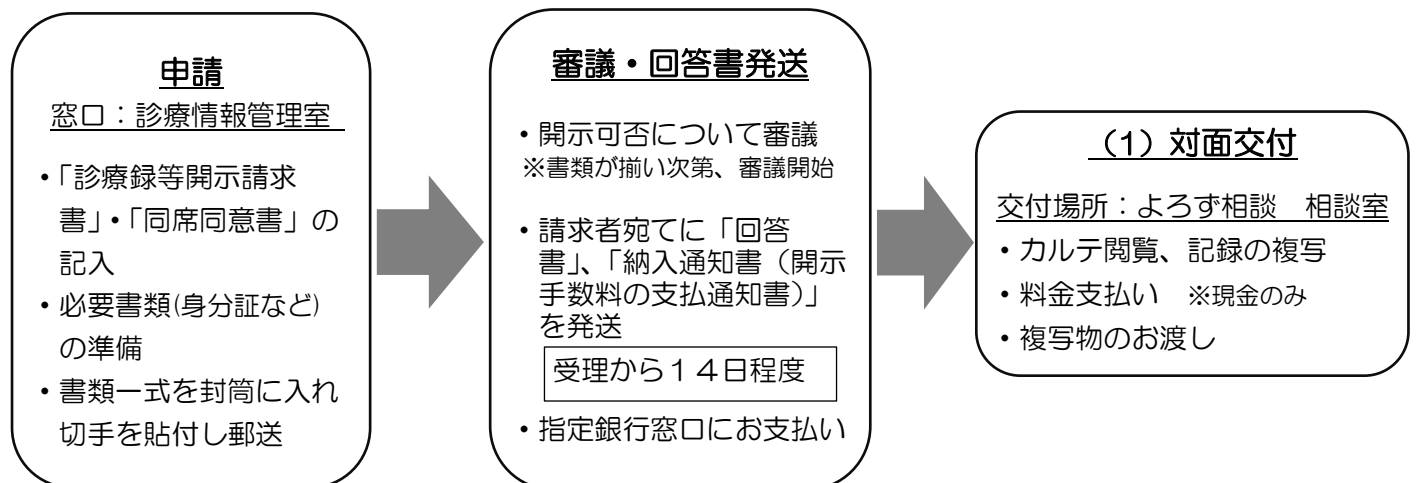 申請
窓口:診療情報管理室
・「診療録等開示請求
書」・「同席同意書」の
記入
・必要書類(身分証など)
の準備
・書類一式を封筒に入れ
切手を貼付し郵送
審議・回答書発送
・開示可否について審議
※書類が揃い次第、審議開始
・請求者宛てに「回答
書」、「納入通知書(開示
手数料の支払通知書)」
を発送
受理から14日程度
・指定銀行窓口にお支払い
(1)対面交付
交付場所:よろず相談 相談室
・カルテ閲覧、記録の複写
・料金支払い ※現金のみ
・複写物のお渡し